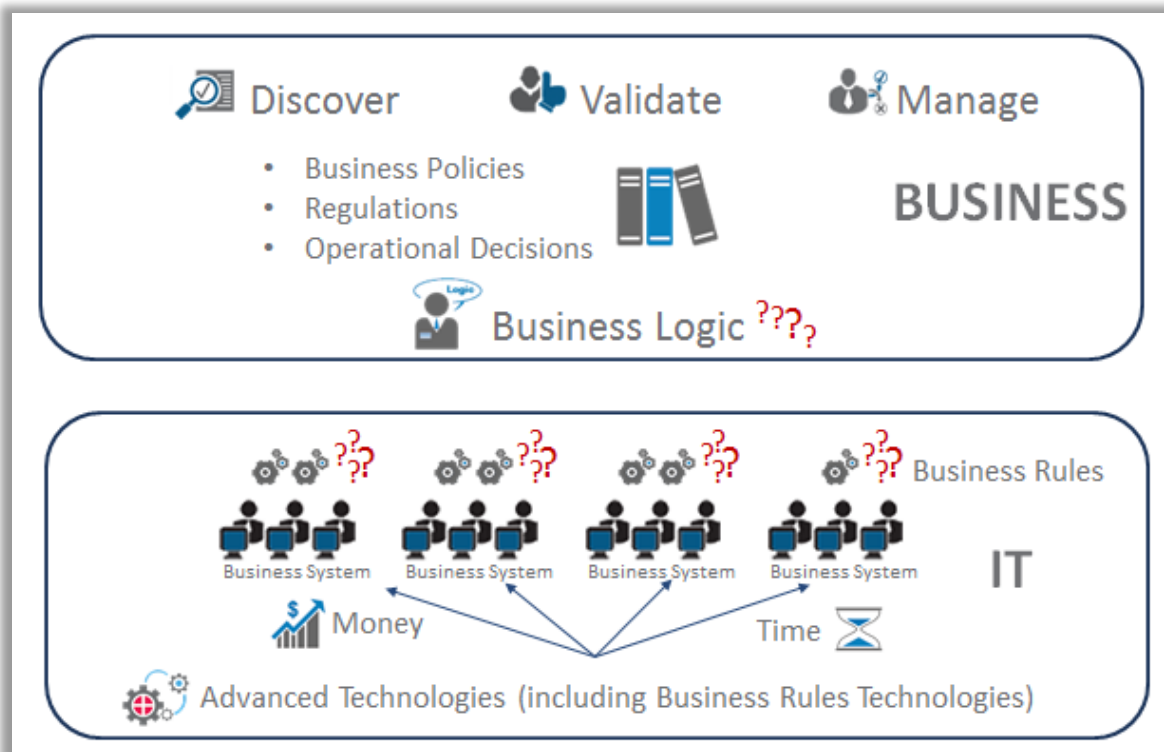 Discover
Validate
Manage
• Business Policies
• Regulations
• Operational Decisions
BUSINESS
Logic
Business Logic ????
????
????
????
????
Business Rules
Business System
Business System
Business System
Business System
IT
$
Money
Time
Advanced Technologies (including Business Rules Technologies)